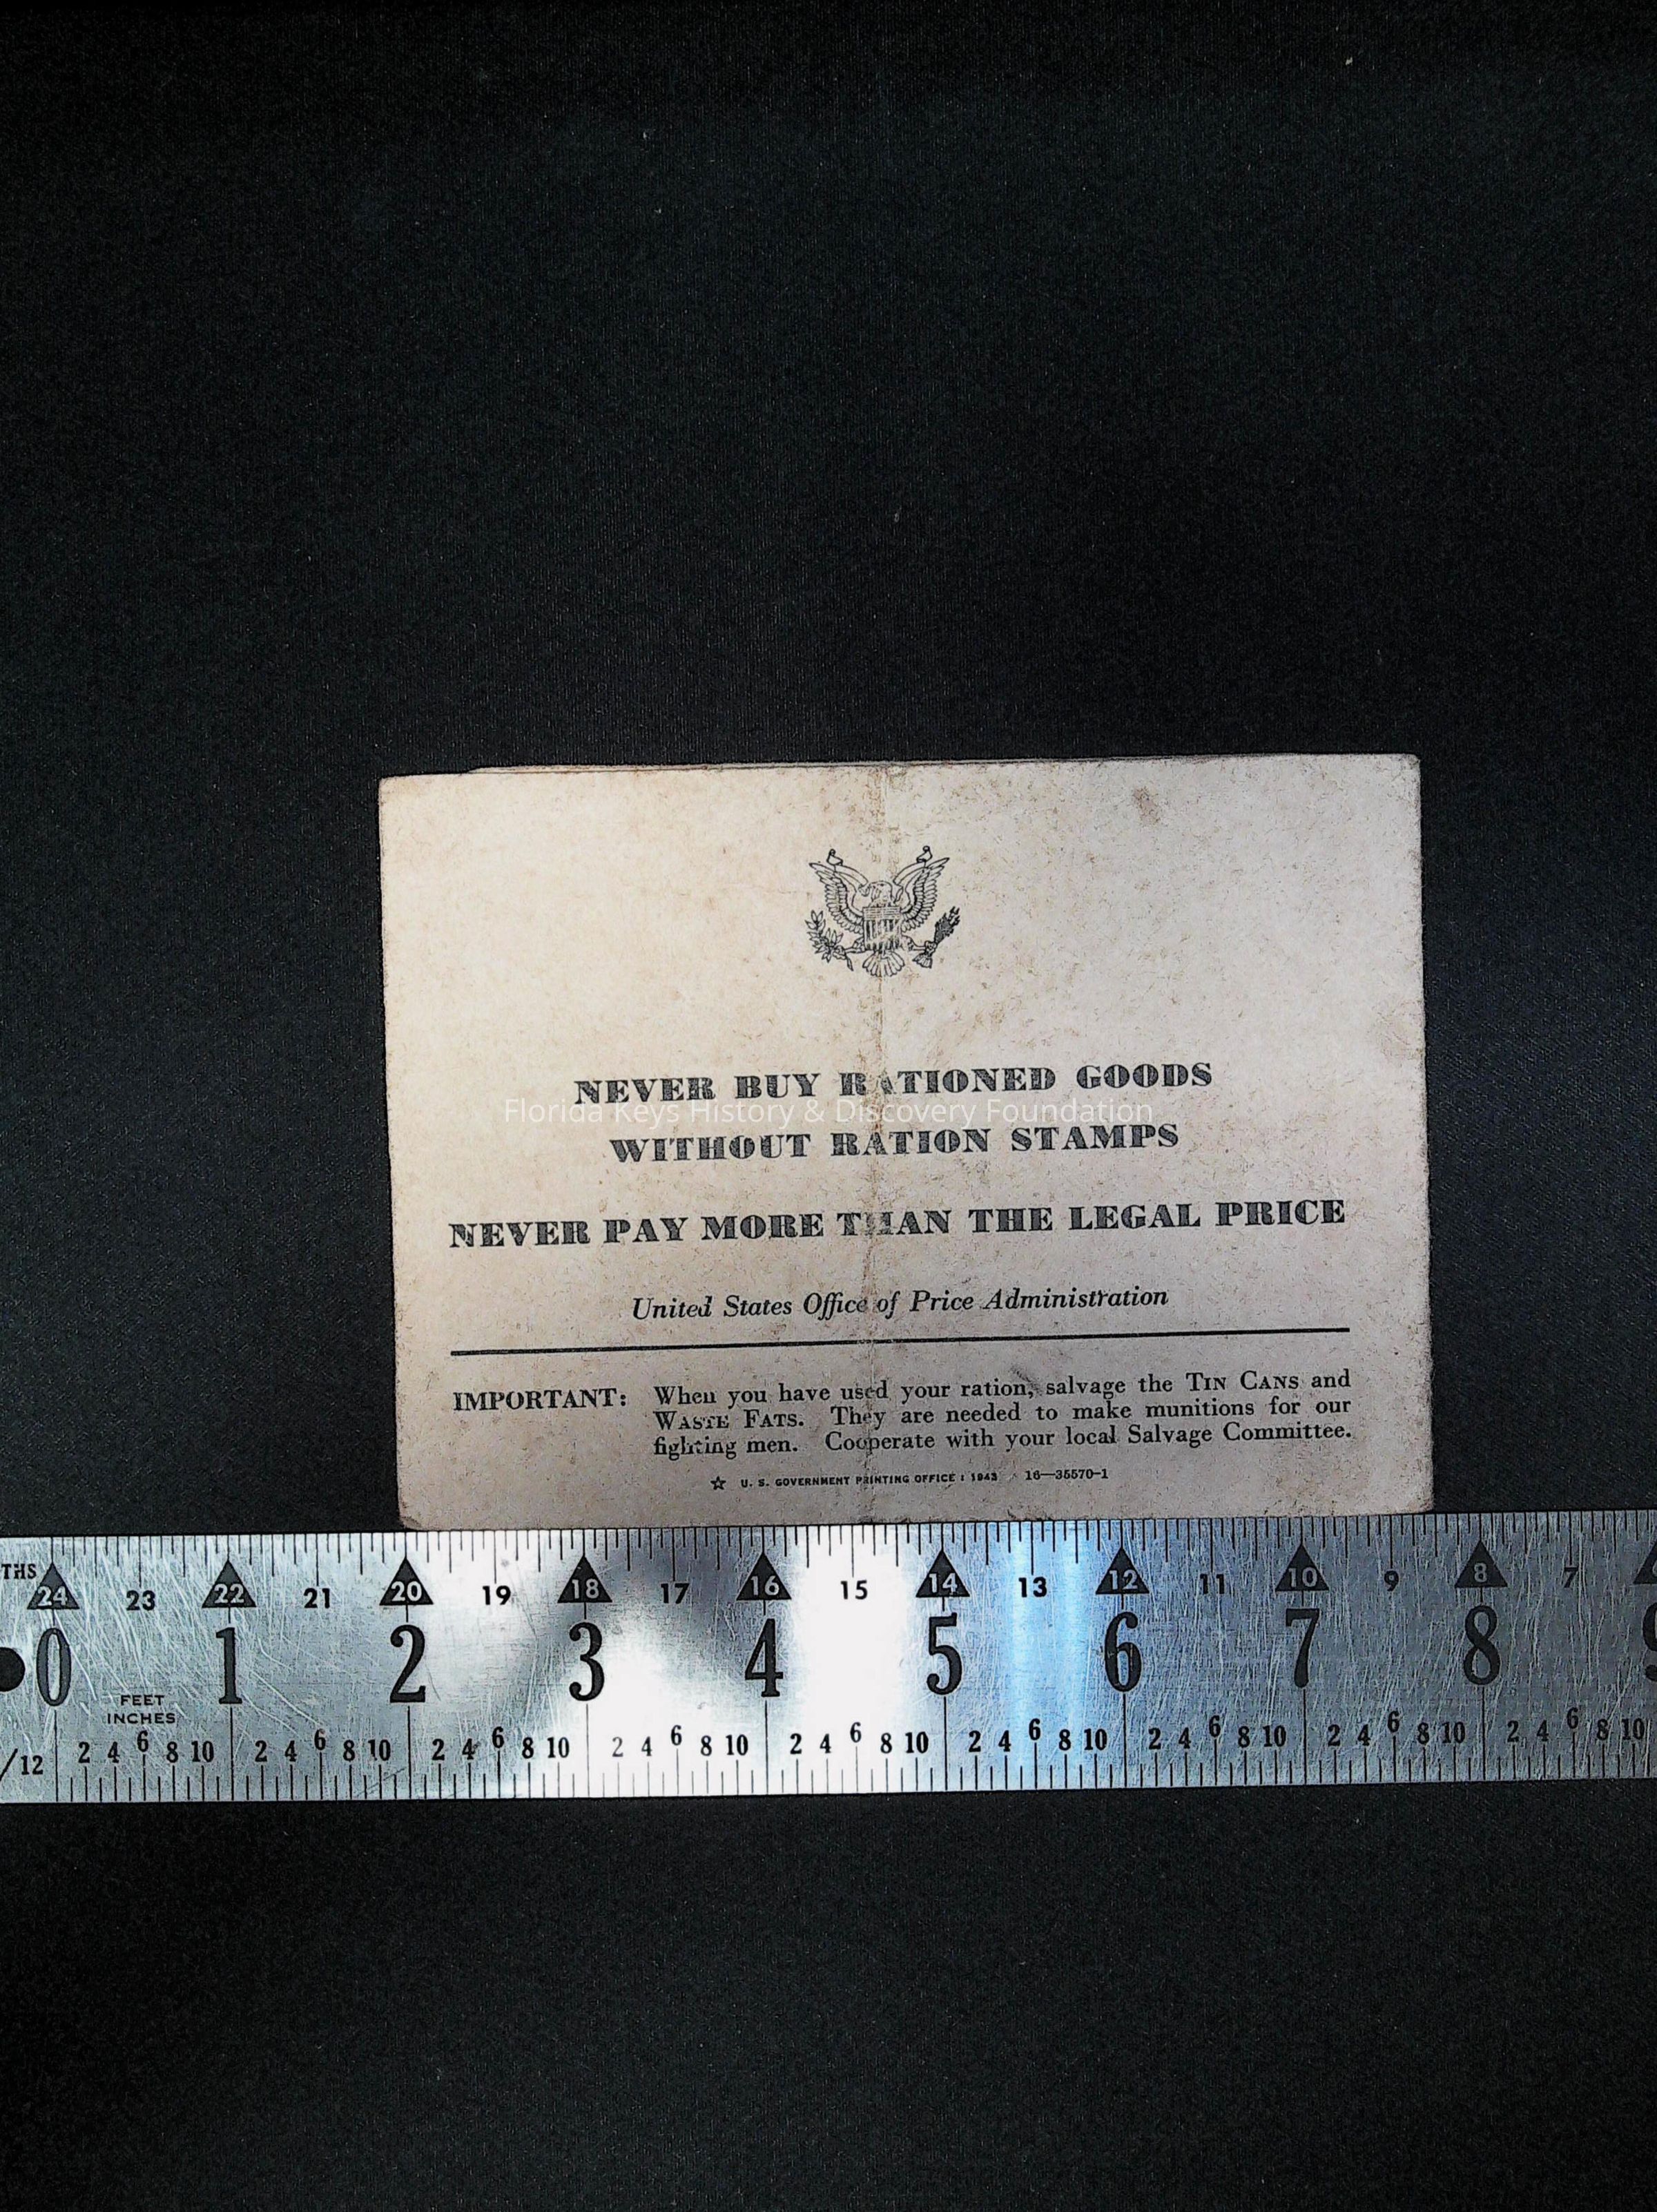 NEVER BUY RATIONED GOODS
Florida Keys History & Discovery Foundation
WITHOUT RATION STAMPS
NEVER PAY MORE THAN THE LEGAL PRICE
United States Office of Price Administration
IMPORTANT: When you have used your ration, salvage the TIN CANS and
WASTE FATS. They are needed to make munitions for our
fighting men. Cooperate with your local Salvage Committee.
☆ U. S. GOVERNMENT PRINTING OFFICE : 1943 16—35570-1
THS 24 23 22 21 20 19 18 17 16 15 14 13 12 11 10 9 8 7
0 1 2 3 4 5 6 7 8 9
FEET
INCHES
/12 2 4 6 8 10 2 4 6 8 10 2 4 6 8 10 2 4 6 8 10 2 4 6 8 10 2 4 6 8 10 2 4 6 8 10 2 4 6 8 10 2 4 6 8 10